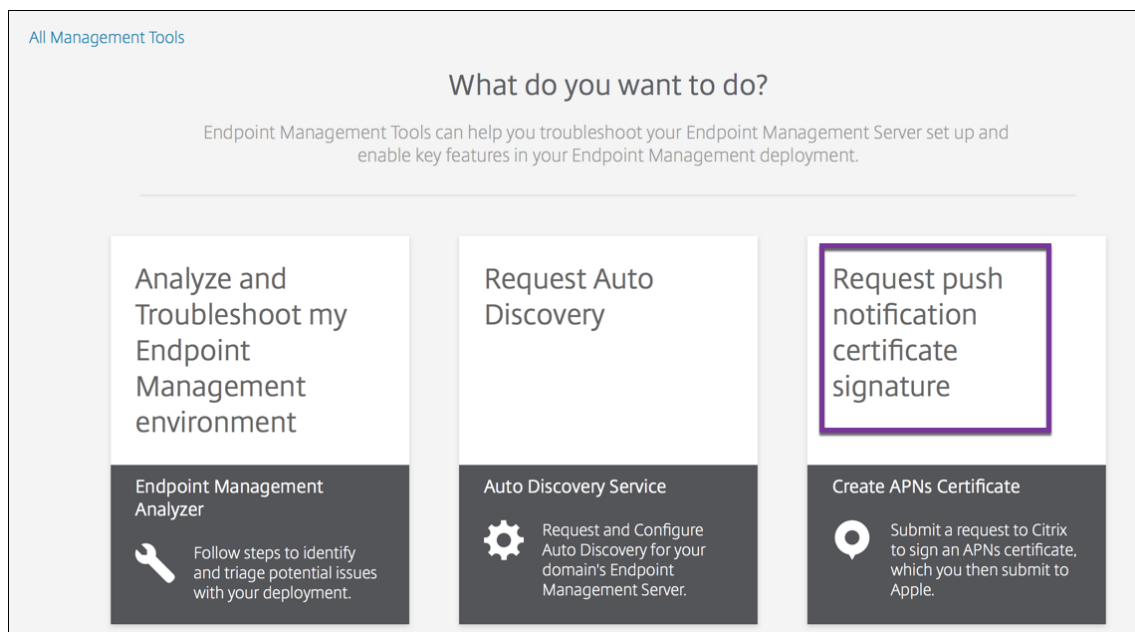 All Management Tools
What do you want to do?
Endpoint Management Tools can help you troubleshoot your Endpoint Management Server set up and
enable key features in your Endpoint Management deployment.
Analyze and
Troubleshoot my
Endpoint
Management
environment
Endpoint Management
Analyzer
Follow steps to identify
and triage potential issues
with your deployment.
Request Auto
Discovery
Auto Discovery Service
Request and Configure
Auto Discovery for your
domain's Endpoint
Management Server.
Request push
notification
certificate
signature
Create APNs Certificate
Submit a request to Citrix
to sign an APNs certificate,
which you then submit to
Apple.